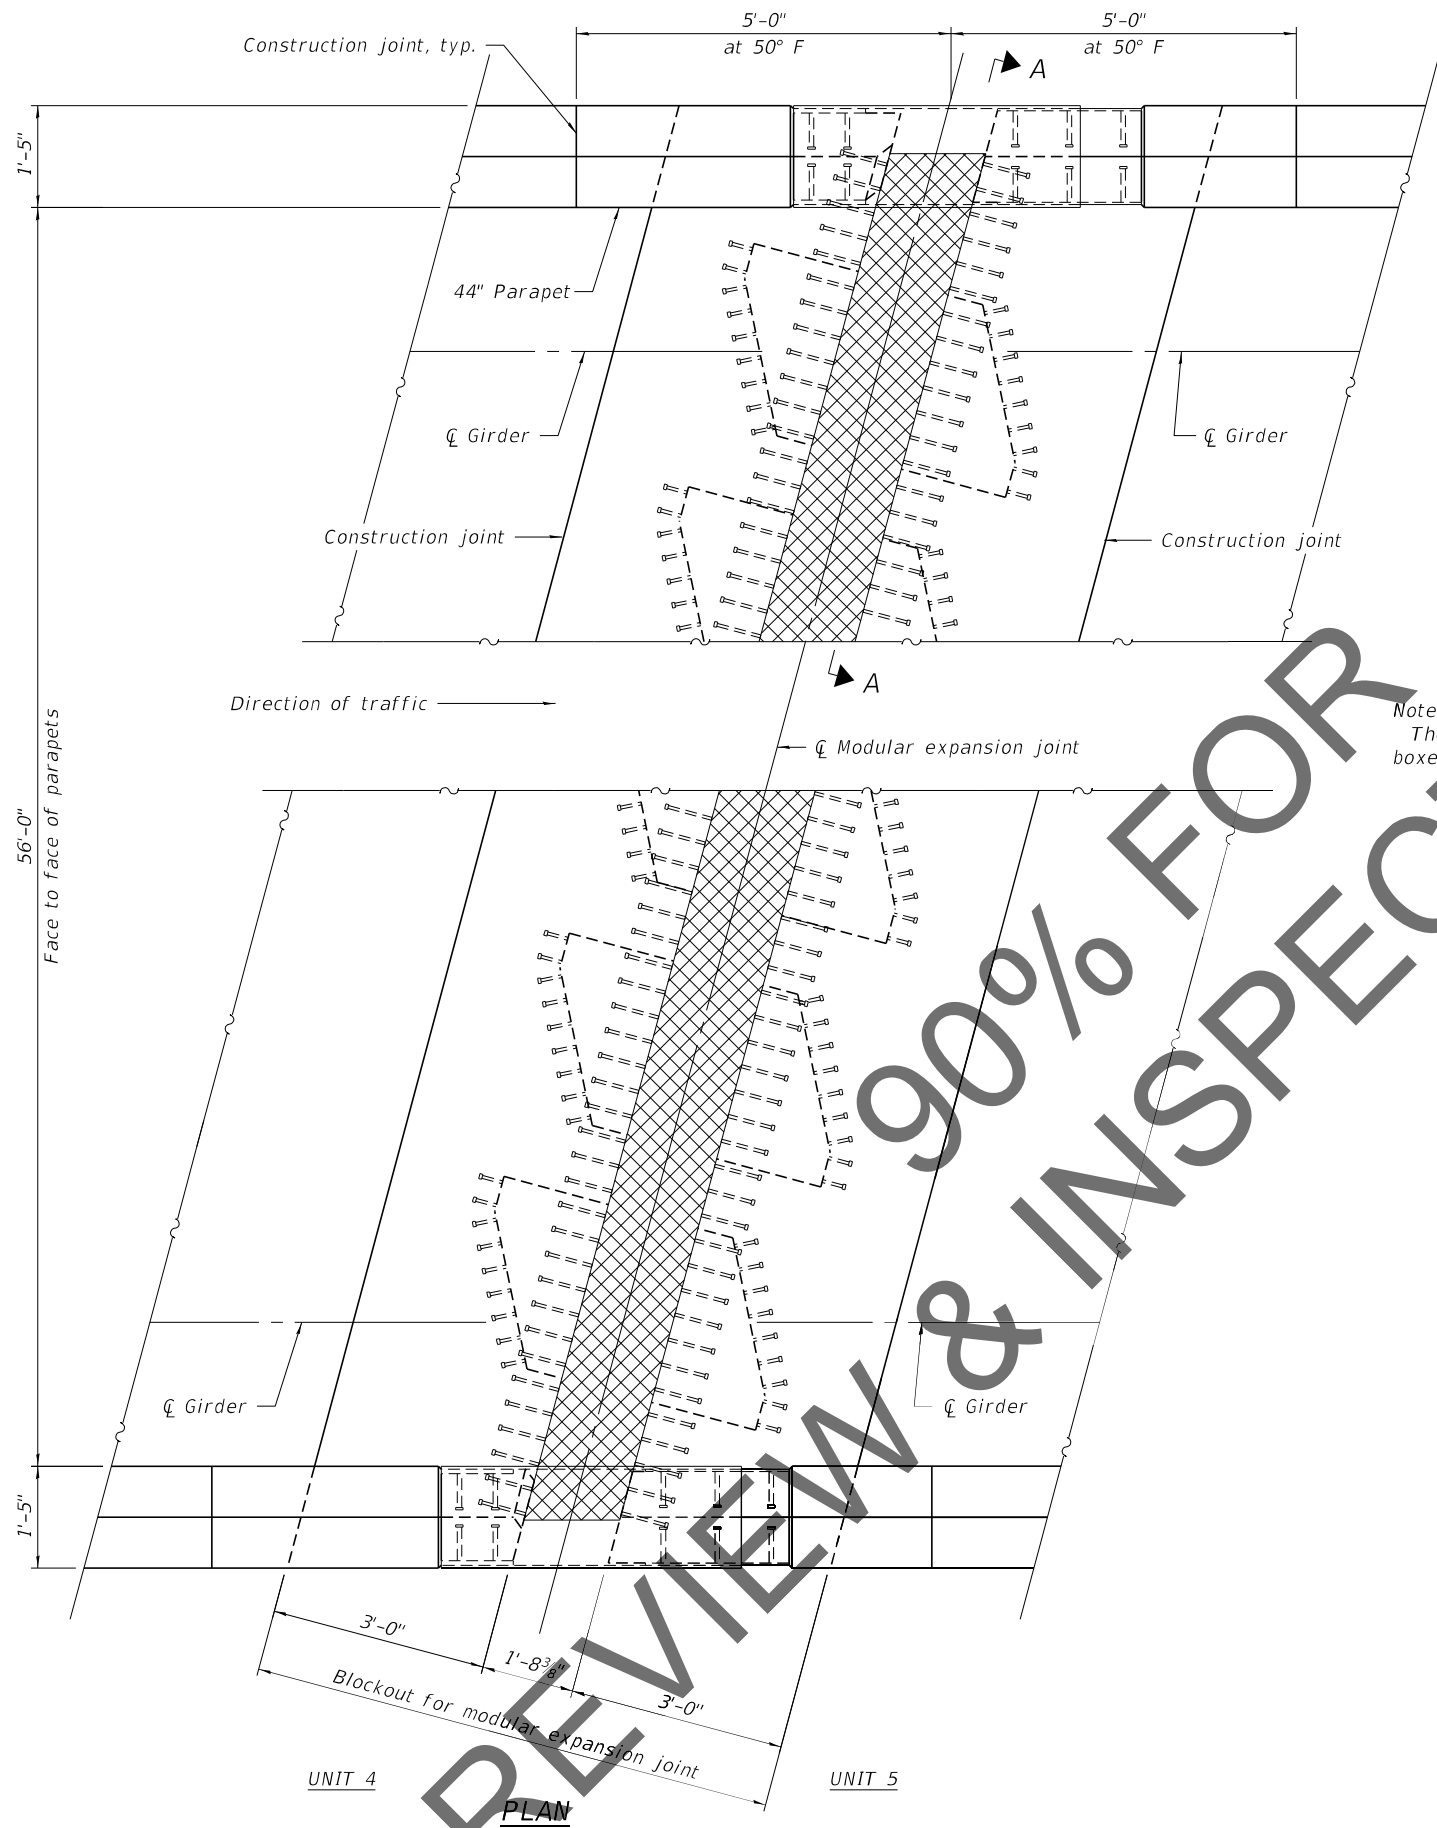 5'-0"
at 50° F
5'-0"
at 50° F
Construction joint, typ.
A
1'-5"
44" Parapet
℄ Girder
℄ Girder
Construction joint
Construction joint
A
Direction of traffic
℄ Modular expansion joint
Note
boxe
56'-0"
Face to face of parapets
90% FOR
REVIEW & INSPEC
℄ Girder
℄ Girder
1'-5"
3'-0"
1'-8⅜"
3'-0"
Blockout for modular expansion joint
UNIT 4
UNIT 5
PLAN